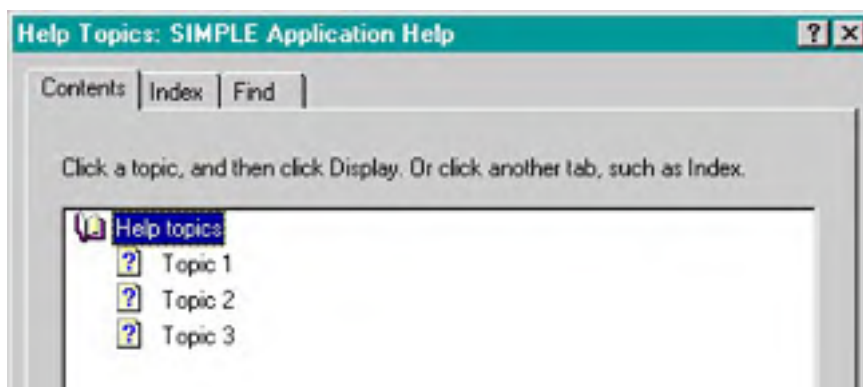 Help Topics: SIMPLE Application Help
Contents Index Find
Click a topic, and then click Display. Or click another tab, such as Index.
Help topics
Topic 1
Topic 2
Topic 3